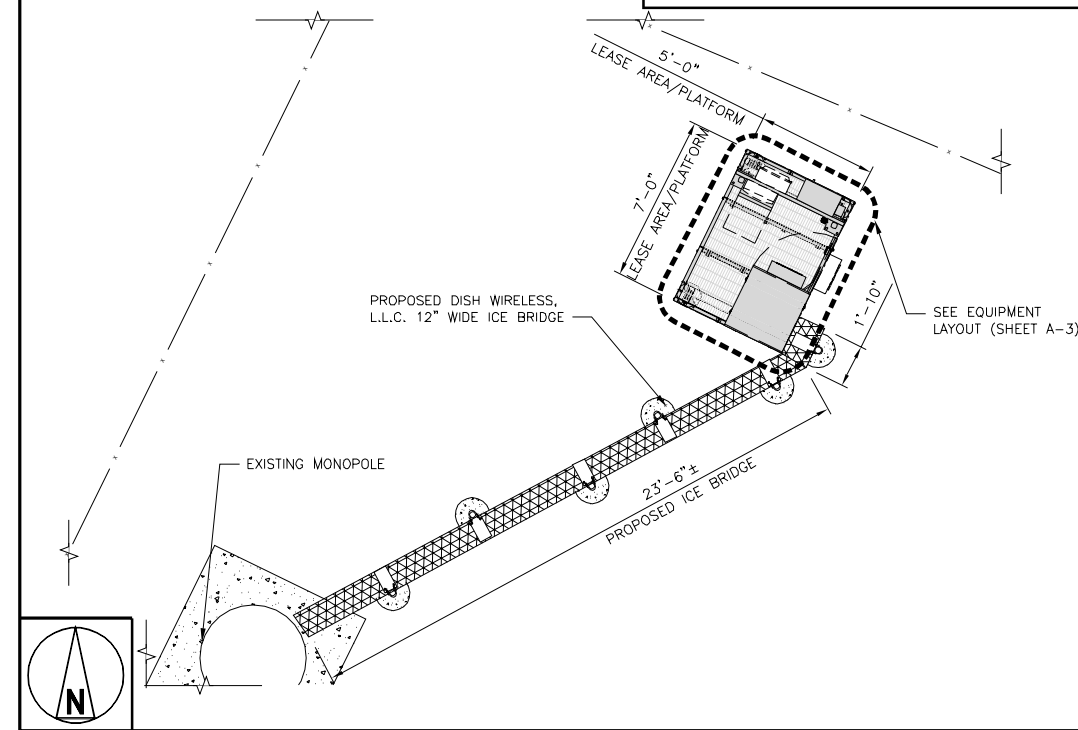 5'-0"
LEASE AREA/PLATFORM
7'-0"
LEASE AREA/PLATFORM
PROPOSED DISH WIRELESS,
L.L.C. 12" WIDE ICE BRIDGE
1'-10"
SEE EQUIPMENT
LAYOUT (SHEET A-3)
23'-6"±
PROPOSED ICE BRIDGE
EXISTING MONOPOLE
N